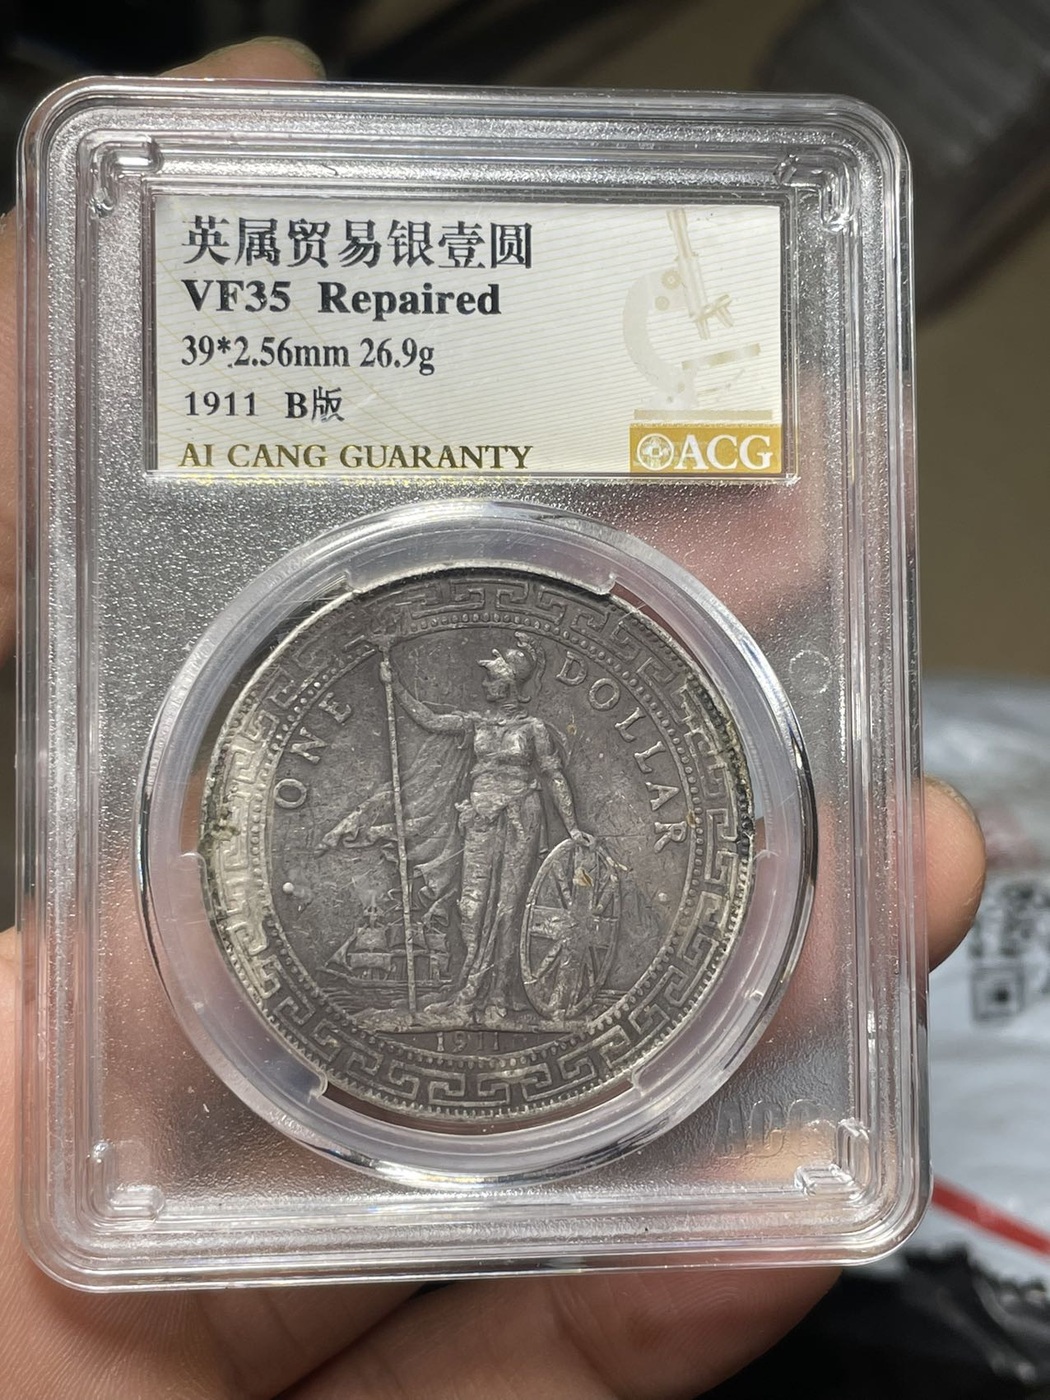 英属贸易银壹圆
VF35 Repaired
39*2.56mm 26.9g
1911 B版
AI CANG GUARANTY
ACG
ONE DOLLAR
1911